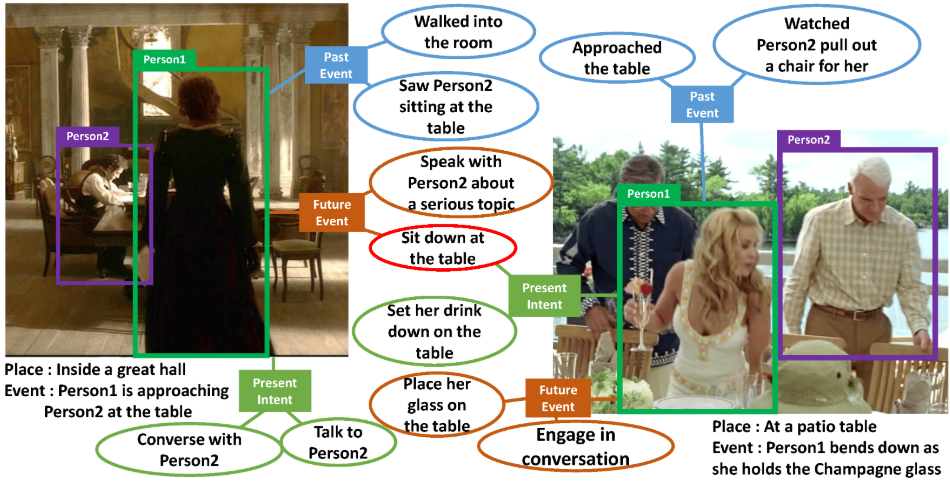 Person1
Person2
Past
Event
Walked into
the room
Saw Person2
sitting at the
table
Future
Event
Speak with
Person2 about
a serious topic
Sit down at
the table
Place : Inside a great hall
Event : Person1 is approaching
Person2 at the table
Present
Intent
Converse with
Person2
Talk to
Person2
Approached
the table
Watched
Person2 pull out
a chair for her
Past
Event
Person2
Person1
Present
Intent
Set her drink
down on the
table
Place her
glass on
the table
Future
Event
Engage in
conversation
Place : At a patio table
Event : Person1 bends down as
she holds the Champagne glass